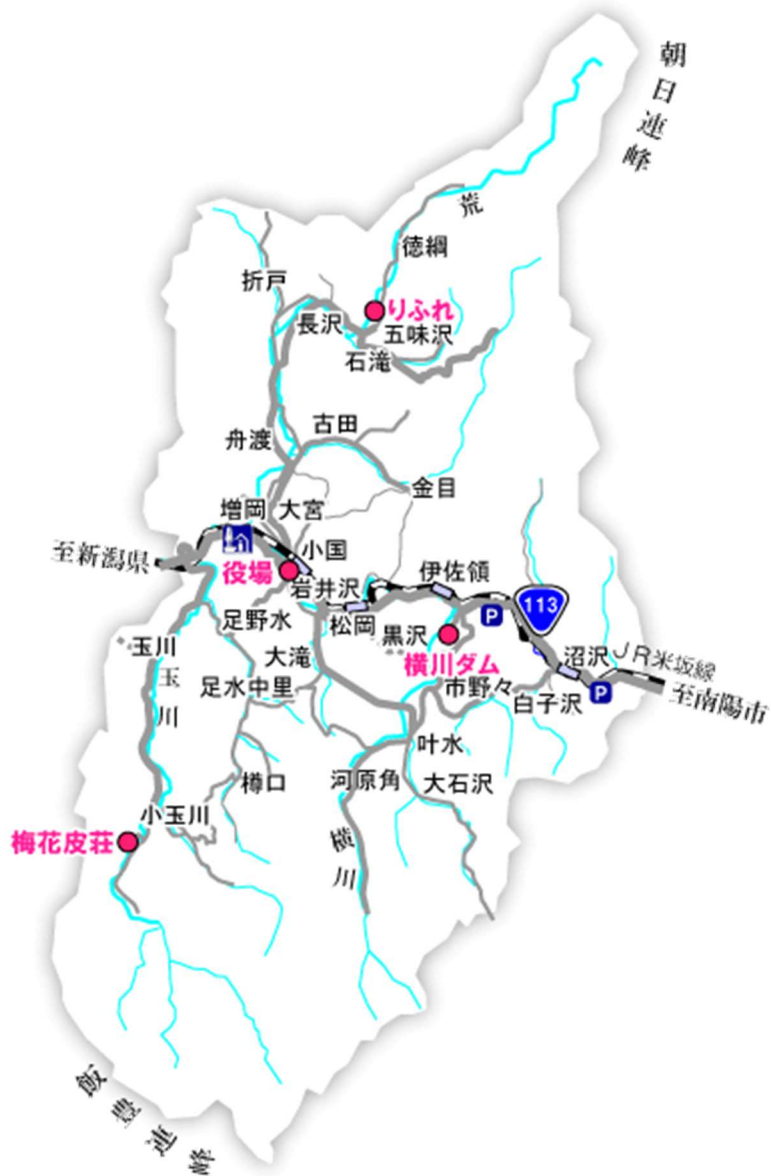 朝日連峰
荒
徳綱
折戸
りふれ
長沢
五味沢
石滝
古田
舟渡
金目
増岡
大宮
小国
至新潟県
役場
岩井沢
伊佐領
113
P
足野水
松岡
黒沢
玉川
大滝
横川ダム
沼沢
JR米坂線
玉川
足水中里
市野々
白子沢
P
至南陽市
叶水
樽口
河原角
大石沢
小玉川
梅花皮荘
横川
飯豊連峰